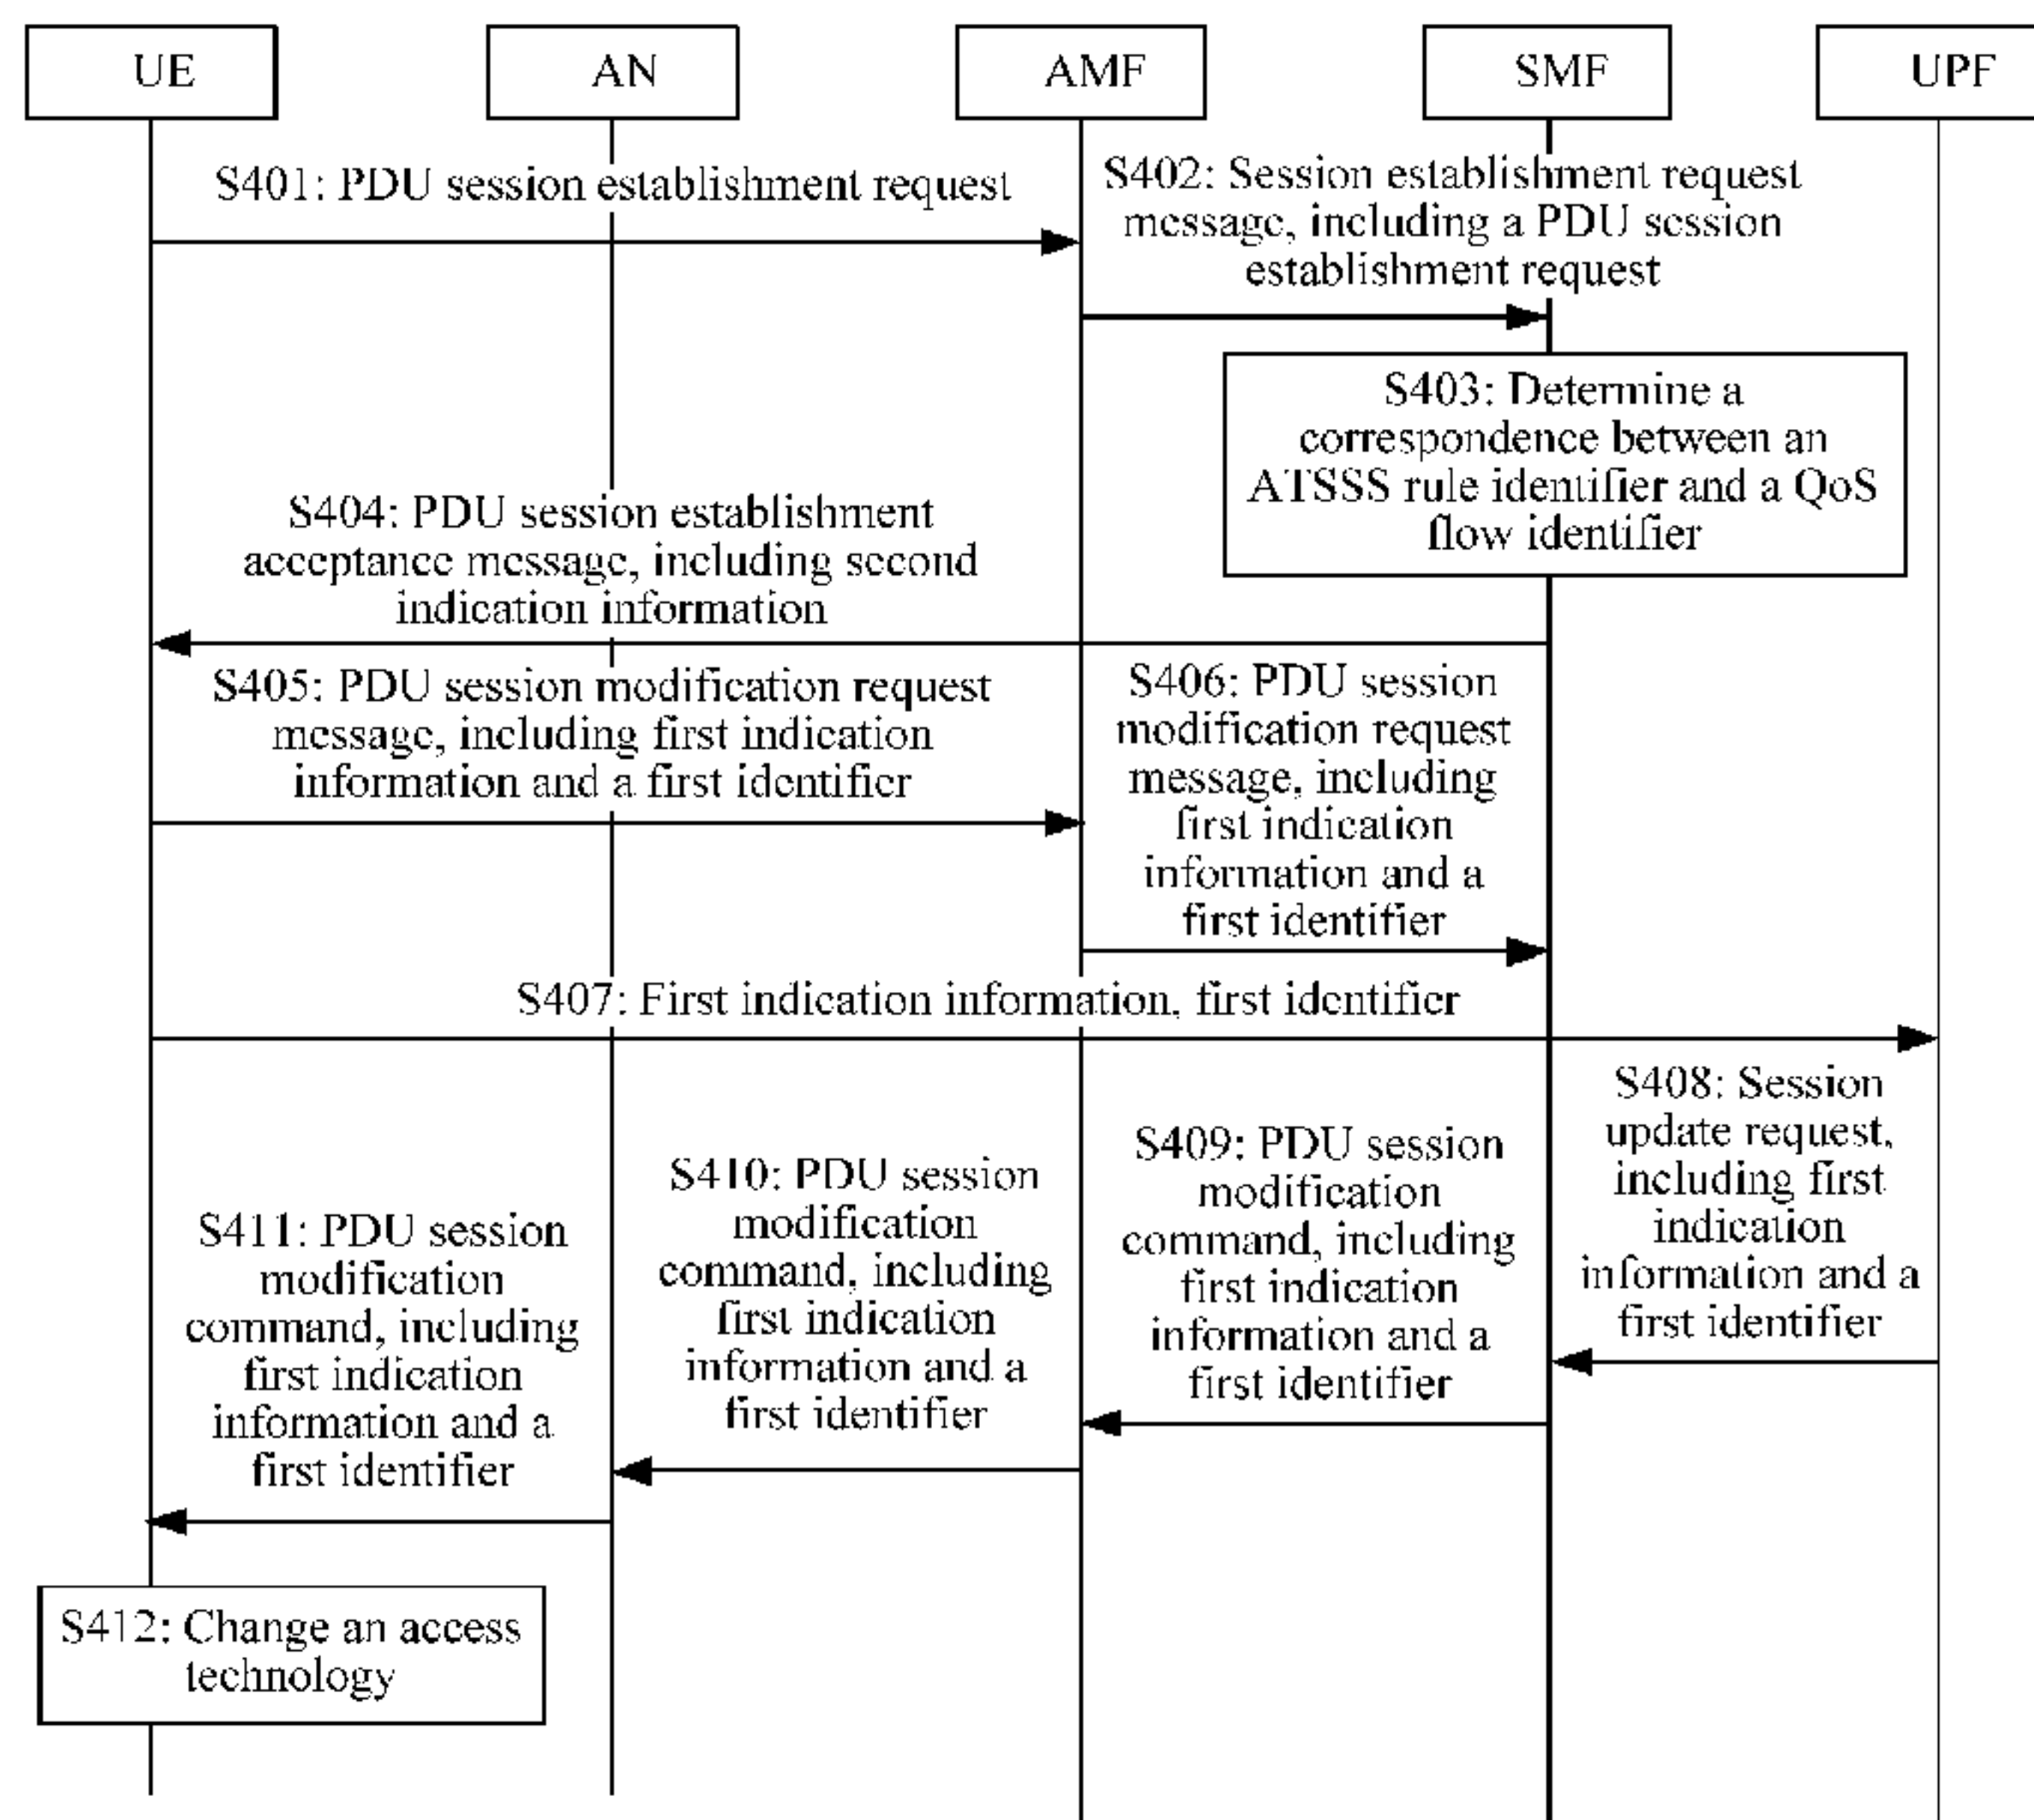 UE
AN
AMF
SMF
UPF
S401: PDU session establishment request
S402: Session establishment request
message, including a PDU session
establishment request
S403: Determine a
correspondence between an
ATSSS rule identifier and a QoS
flow identifier
S404: PDU session establishment
acceptance message, including second
indication information
S405: PDU session modification request
message, including first indication
information and a first identifier
S406: PDU session
modification request
message, including
first indication
information and a
first identifier
S407: First indication information, first identifier
S408: Session
update request,
including first
indication
information and a
first identifier
S409: PDU session
modification
command, including
first indication
information and a
first identifier
S410: PDU session
modification
command, including
first indication
information and a
first identifier
S411: PDU session
modification
command, including
first indication
information and a
first identifier
S412: Change an access
technology